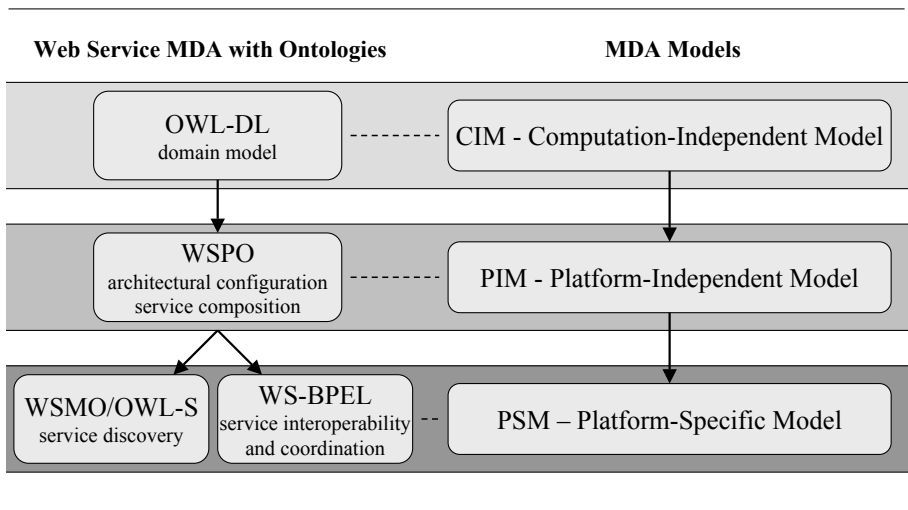 Web Service MDA with Ontologies
MDA Models
OWL-DL
domain model
CIM - Computation-Independent Model
WSPO
architectural configuration
service composition
PIM - Platform-Independent Model
WSMO/OWL-S
service discovery
WS-BPEL
service interoperability
and coordination
PSM – Platform-Specific Model